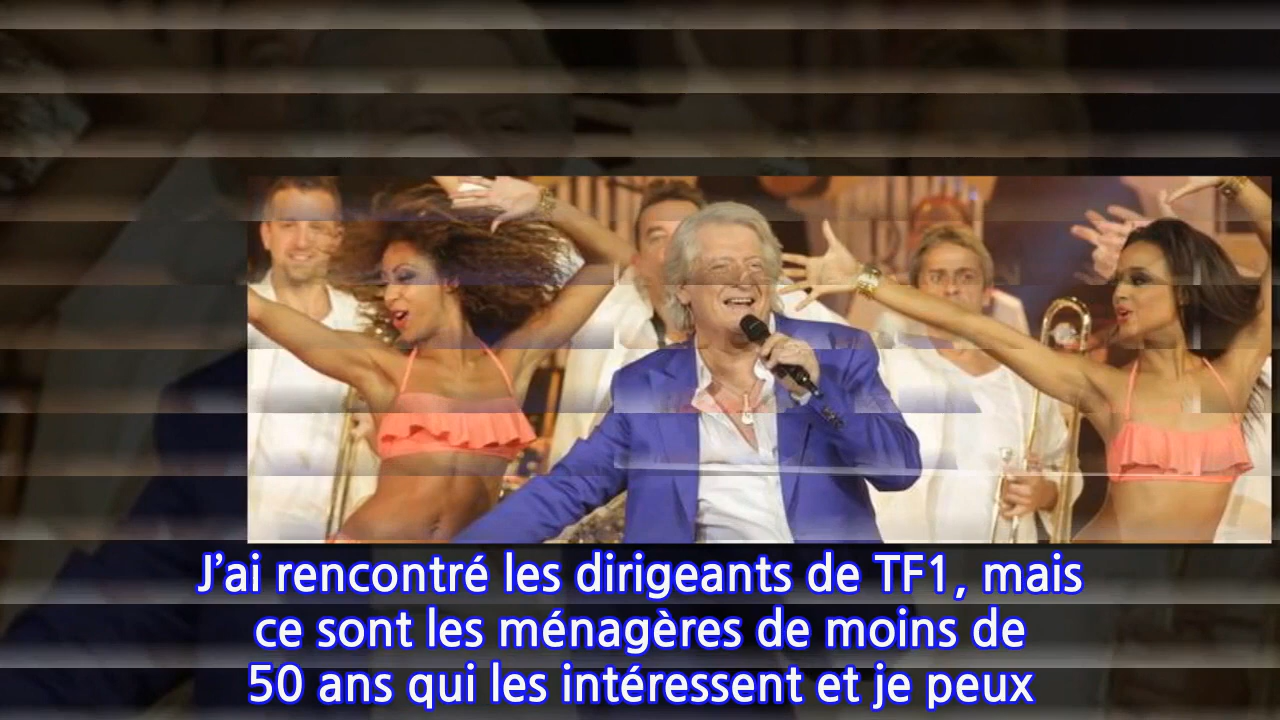 J’ai rencontré les dirigeants de TF1, mais
ce sont les ménagères de moins de
50 ans qui les intéressent et je peux